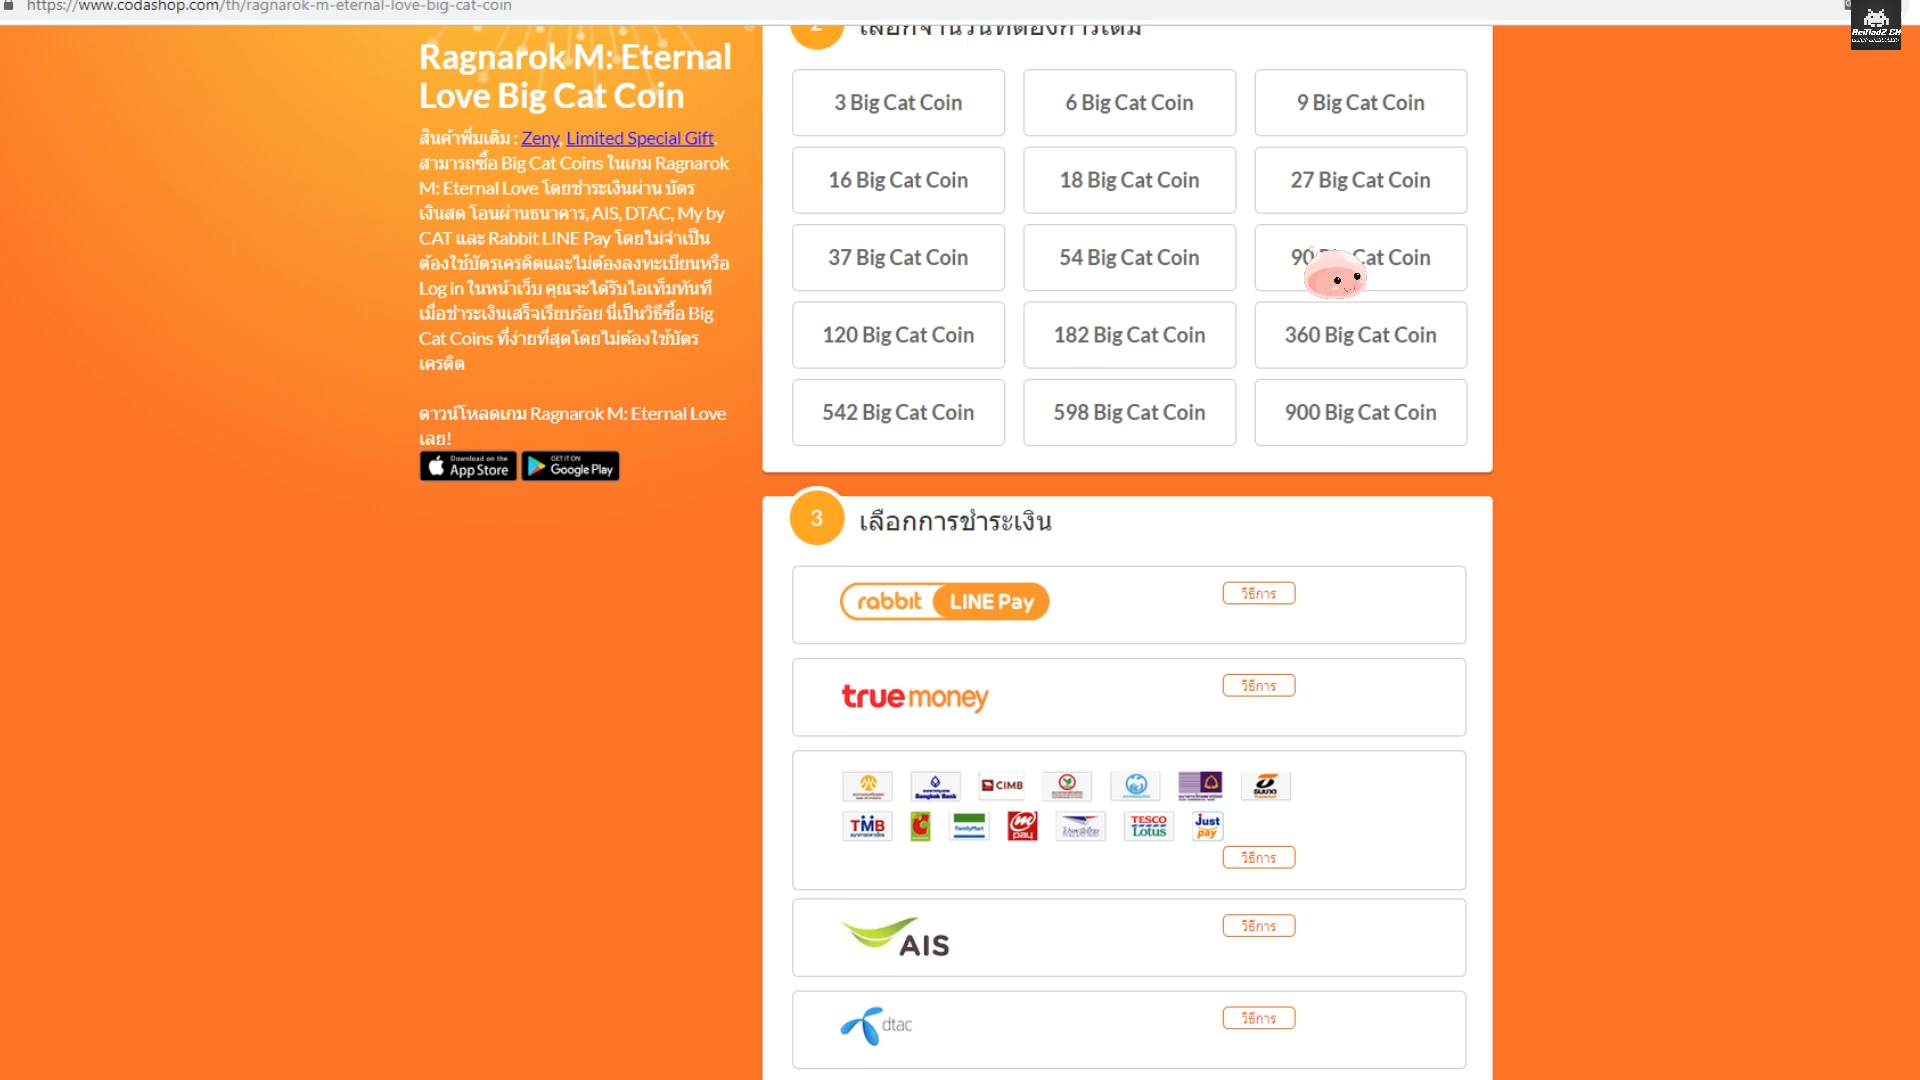 https://www.codashop.com/th/ragnarok-m-eternal-love-big-cat-coin
Ragnarok M: Eternal
Love Big Cat Coin
สินค้าพิ่มเติม : Zeny, Limited Special Gift.
สามารถซื้อ Big Cat Coins ในเกม Ragnarok
M: Eternal Love โดยชำระเงินผ่าน บัตร
เงินสด โอนผ่านธนาคาร, AIS, DTAC, My by
CAT และ Rabbit LINE Pay โดยไม่จำเป็น
ต้องใช้บัตรเครดิตและไม่ต้องลงทะเบียนหรือ
Log in ในหน้าเว็บ คุณจะได้รับไอเท็มทันที
เมื่อชำระเงินเสร็จเรียบร้อย นี่เป็นวิธีซื้อ Big
Cat Coins ที่ง่ายที่สุดโดยไม่ต้องใช้บัตร
เครดิต
ดาวน์โหลดเกม Ragnarok M: Eternal Love
เลย!
Download on the
App Store
GET IT ON
Google Play
2 เลือกจำนวนที่ต้องการเติม
3 Big Cat Coin
6 Big Cat Coin
9 Big Cat Coin
16 Big Cat Coin
18 Big Cat Coin
27 Big Cat Coin
37 Big Cat Coin
54 Big Cat Coin
90 Cat Coin
120 Big Cat Coin
182 Big Cat Coin
360 Big Cat Coin
542 Big Cat Coin
598 Big Cat Coin
900 Big Cat Coin
3 เลือกการชำระเงิน
rabbit LINE Pay
วิธีการ
truemoney
วิธีการ
Bangkok Bank
CIMB
ธนชาต
TMB
FamilyMart
m pay
TESCO Lotus
Just pay
วิธีการ
AIS
วิธีการ
dtac
วิธีการ